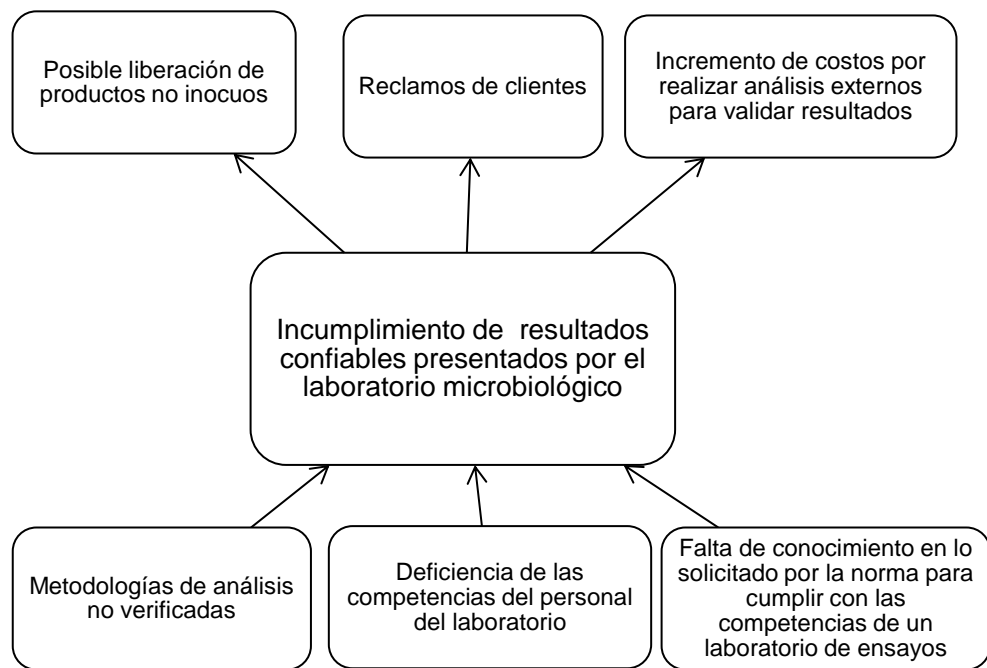 Posible liberación de
productos no inocuos
Reclamos de clientes
Incremento de costos por
realizar análisis externos
para validar resultados
Incumplimiento de  resultados
confiables presentados por el
laboratorio microbiológico
Metodologías de análisis
no verificadas
Deficiencia de las
competencias del personal
del laboratorio
Falta de conocimiento en lo
solicitado por la norma para
cumplir con las
competencias de un
laboratorio de ensayos